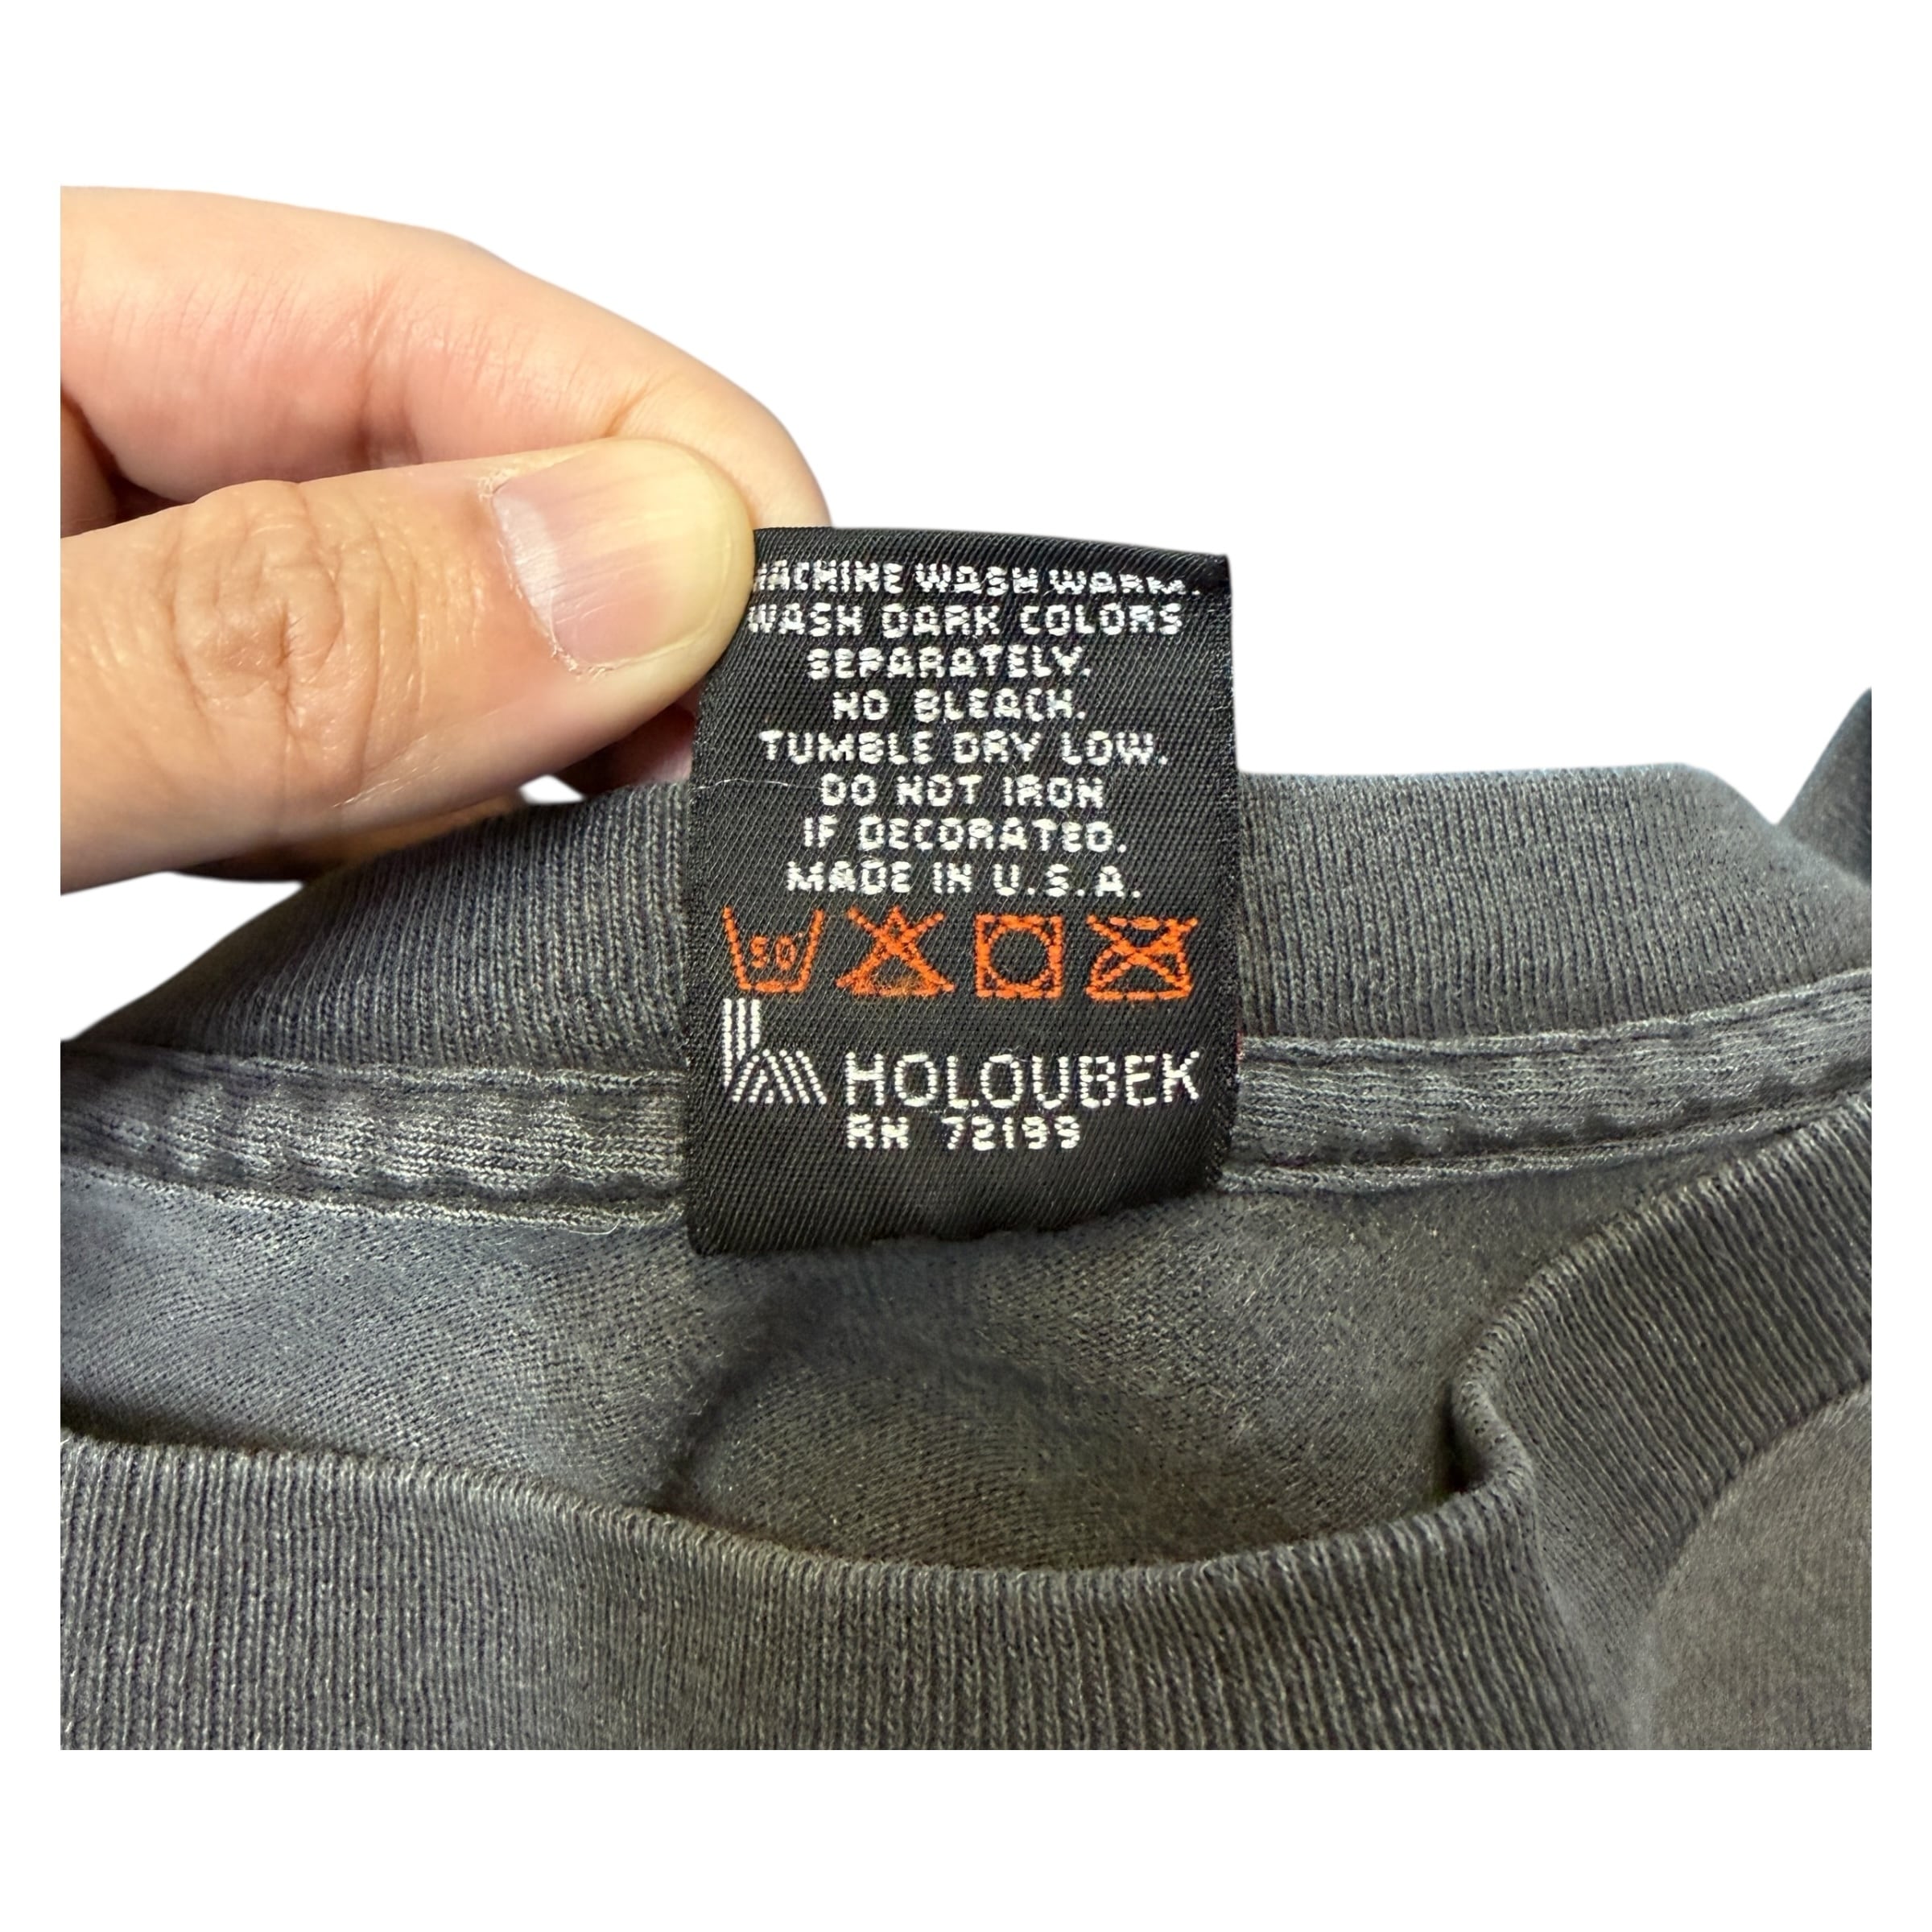 MACHINE WASH WARM.
WASH DARK COLORS
SEPARATELY.
NO BLEACH.
TUMBLE DRY LOW.
DO NOT IRON
IF DECORATED.
MADE IN U.S.A.
50°
HOLOUBEK
RN 72199